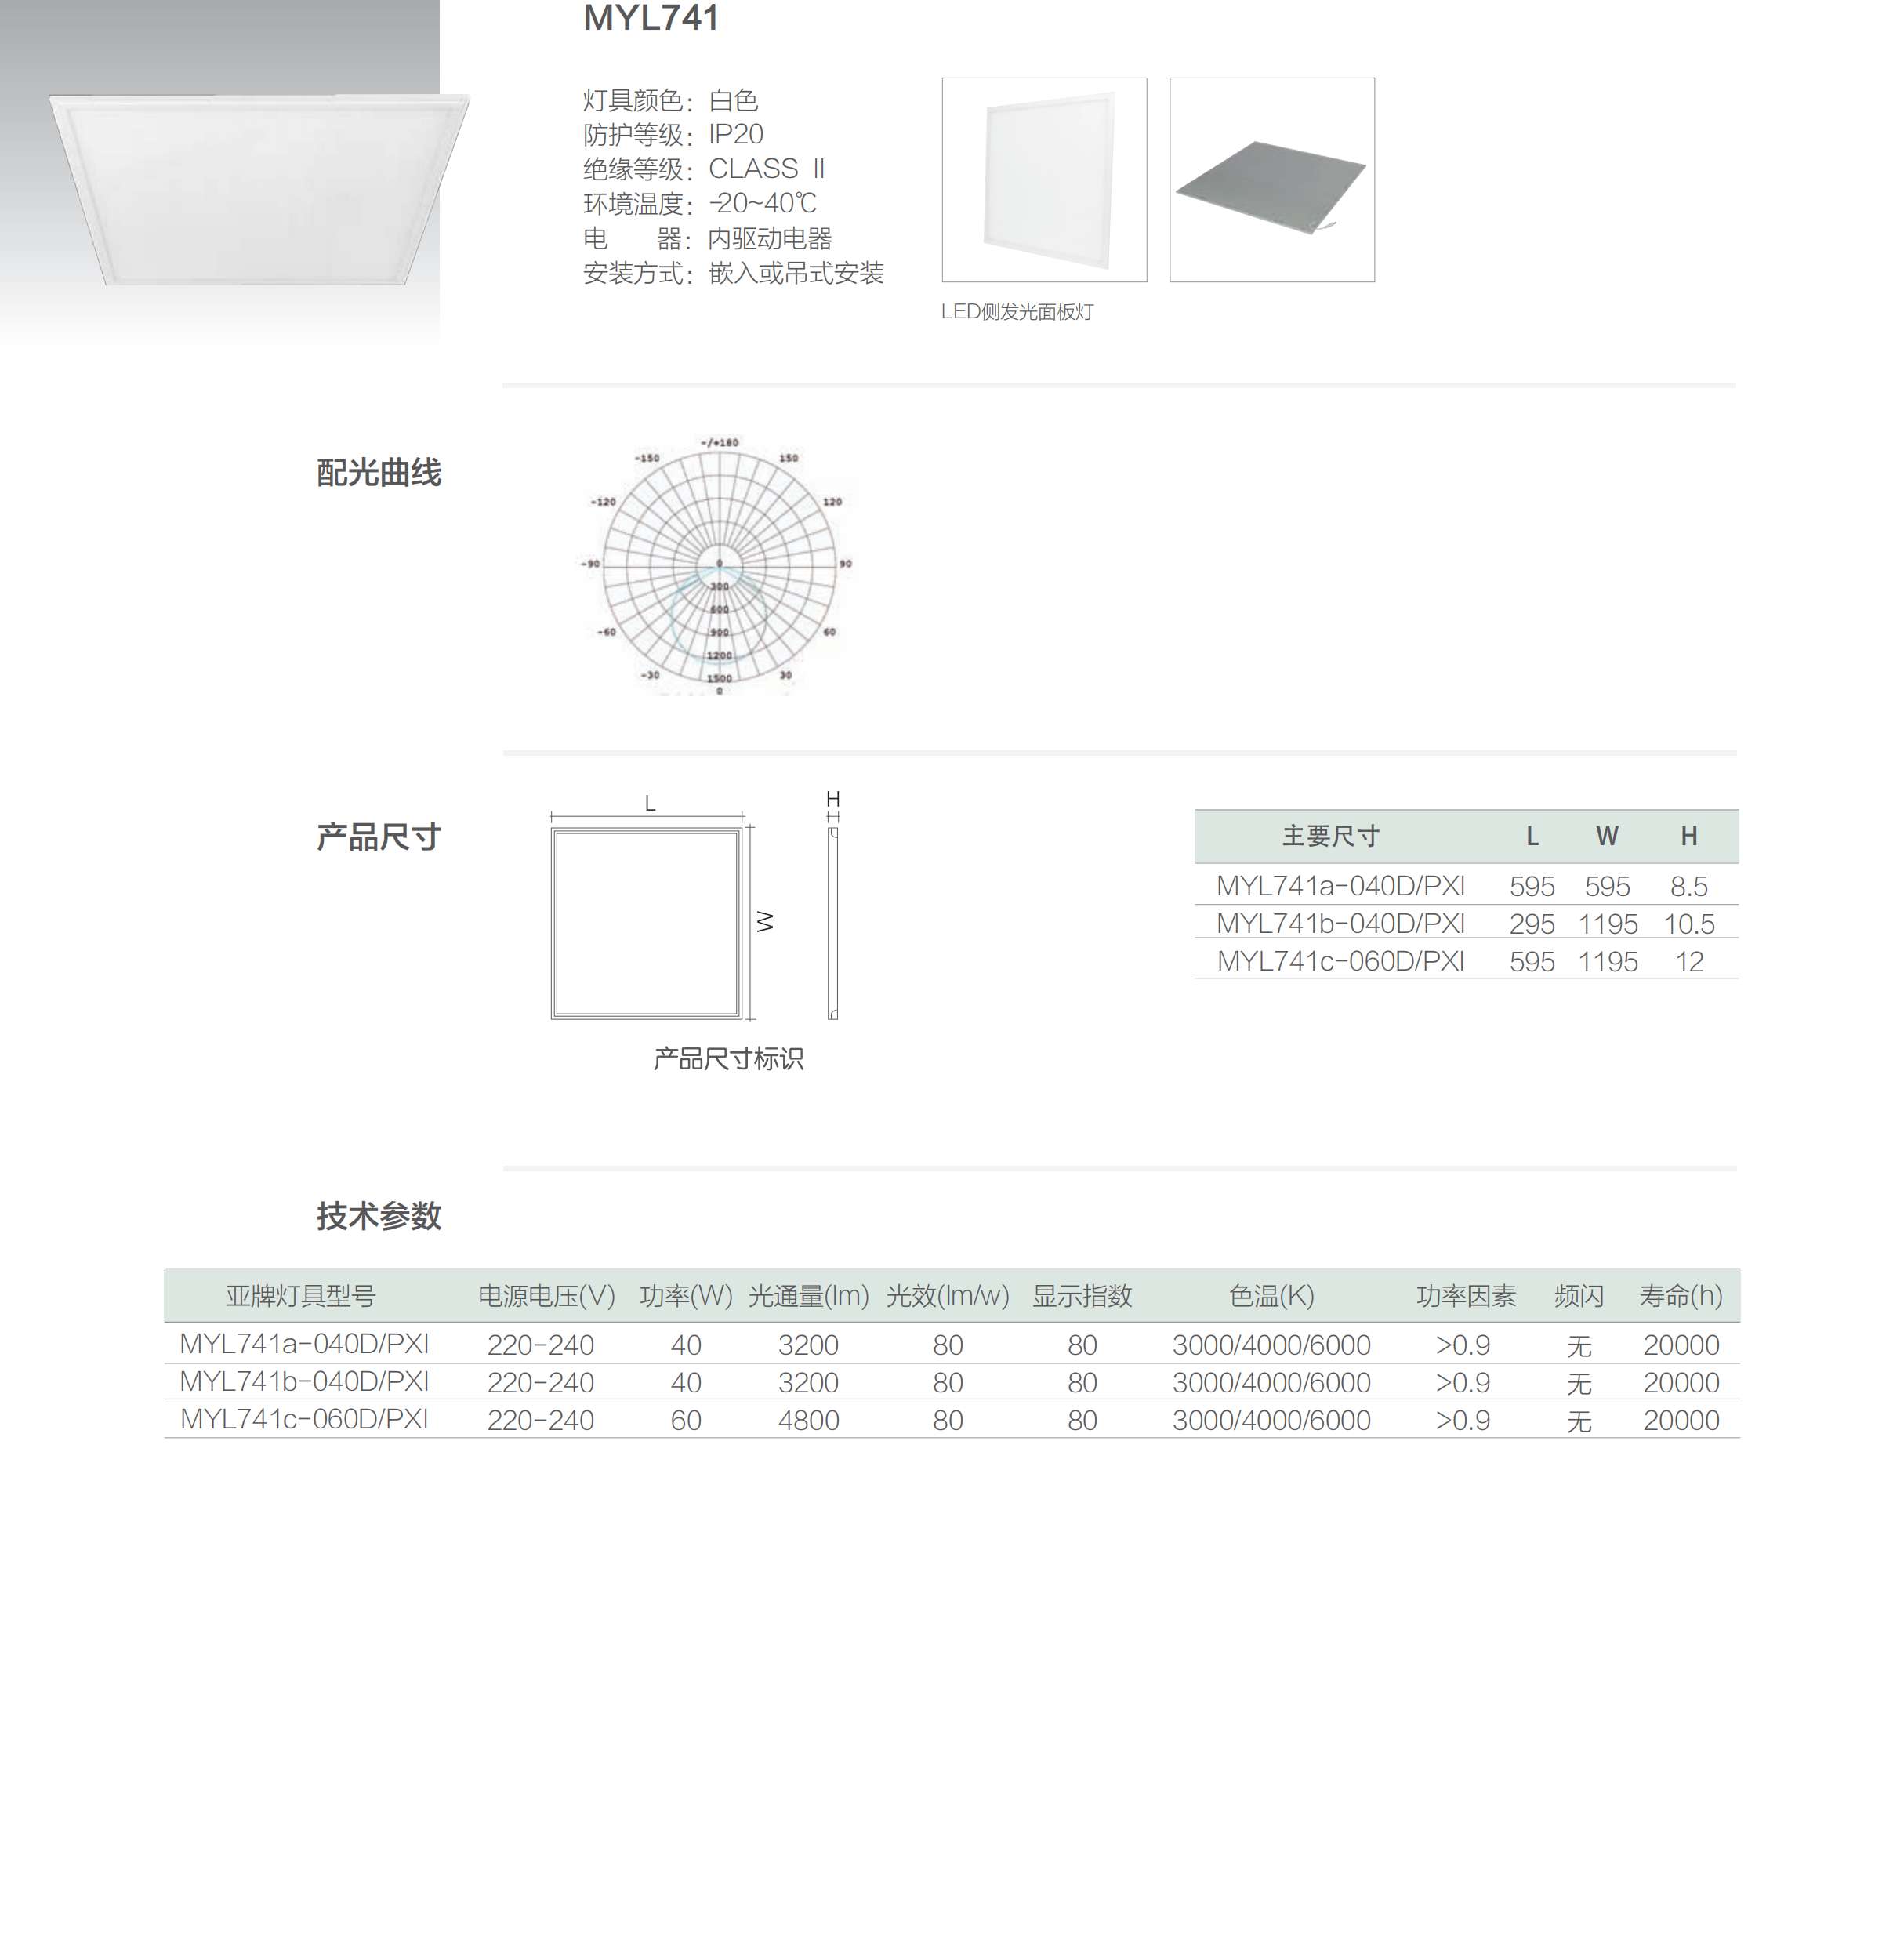 MYL741
灯具颜色：白色
防护等级：IP20
绝缘等级：CLASS II
环境温度：-20~40℃
电 器：内驱动电器
安装方式：嵌入或吊式安装
LED侧发光面板灯
配光曲线
-/+180
-150 150
-120 120
-90 0 90
300
600
-60 900 60
1200
-30 1500 30
0
产品尺寸
L H
W
产品尺寸标识
主要尺寸 L W H
MYL741a-040D/PXI 595 595 8.5
MYL741b-040D/PXI 295 1195 10.5
MYL741c-060D/PXI 595 1195 12
技术参数
亚牌灯具型号 电源电压(V) 功率(W) 光通量(lm) 光效(lm/w) 显示指数 色温(K) 功率因素 频闪 寿命(h)
MYL741a-040D/PXI 220-240 40 3200 80 80 3000/4000/6000 >0.9 无 20000
MYL741b-040D/PXI 220-240 40 3200 80 80 3000/4000/6000 >0.9 无 20000
MYL741c-060D/PXI 220-240 60 4800 80 80 3000/4000/6000 >0.9 无 20000